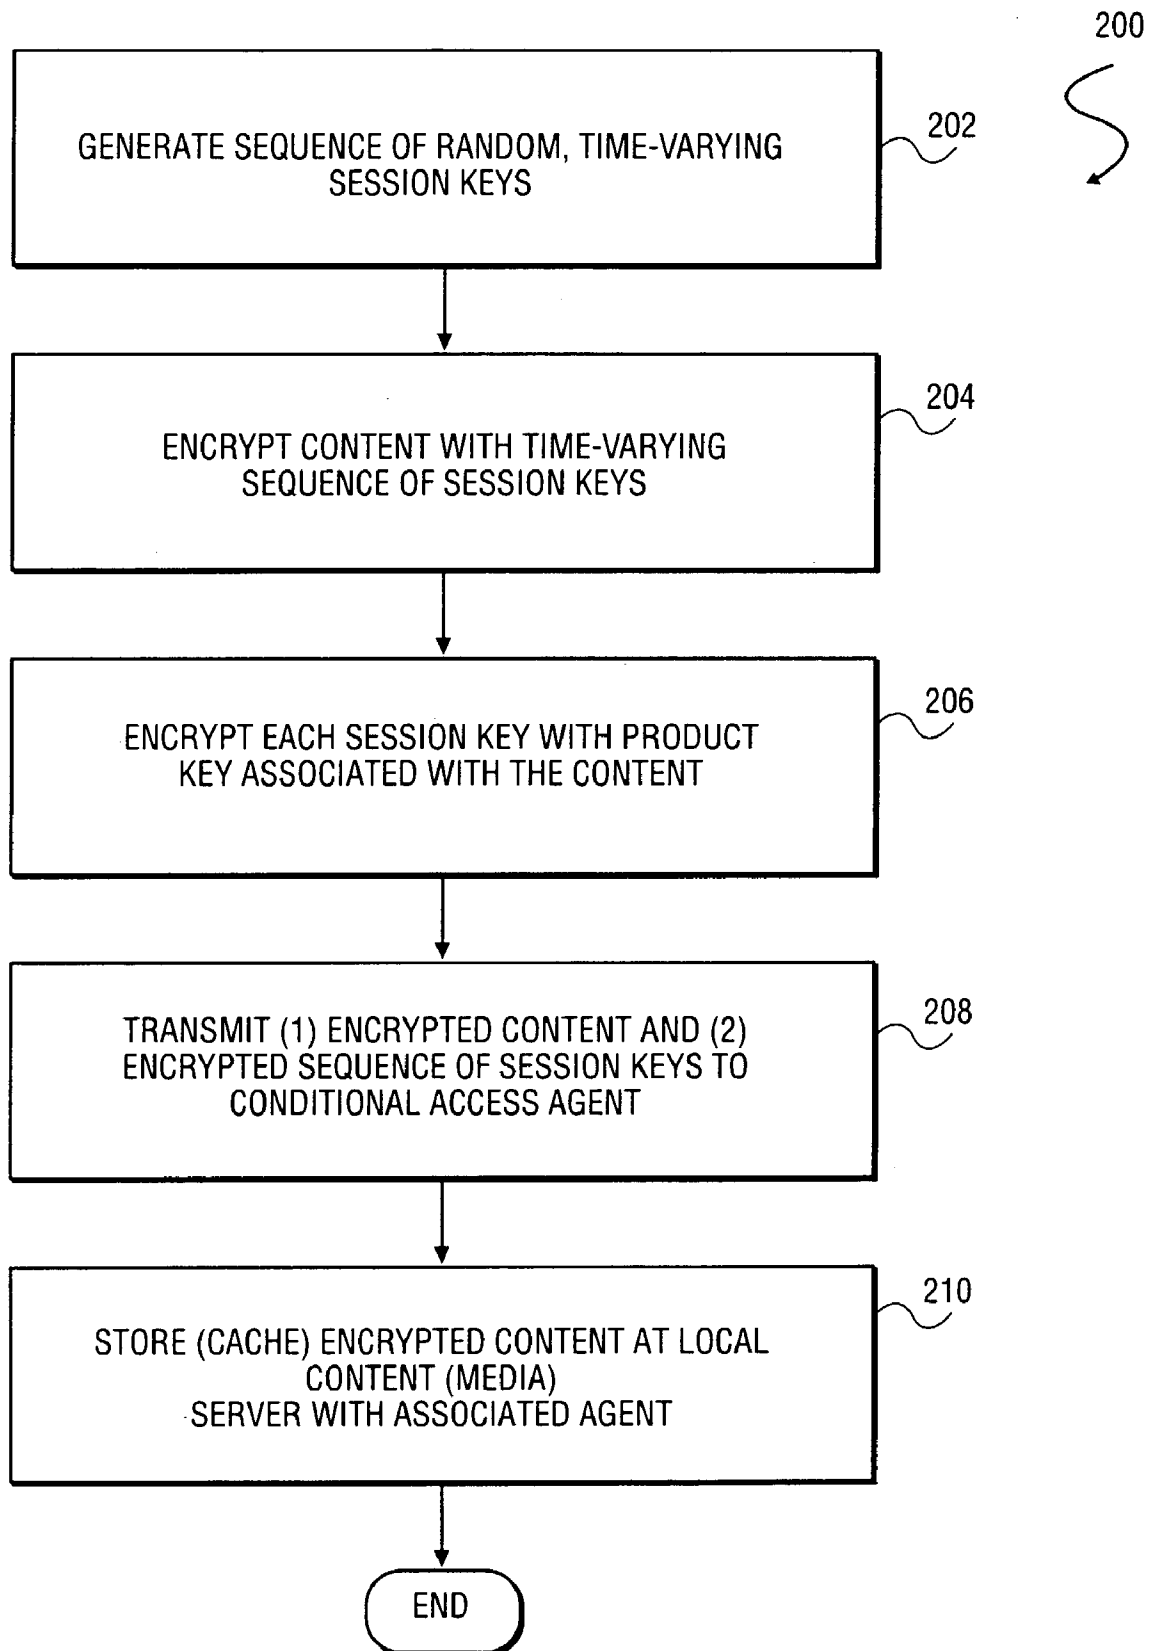 200
GENERATE SEQUENCE OF RANDOM, TIME-VARYING
SESSION KEYS
202
ENCRYPT CONTENT WITH TIME-VARYING
SEQUENCE OF SESSION KEYS
204
ENCRYPT EACH SESSION KEY WITH PRODUCT
KEY ASSOCIATED WITH THE CONTENT
206
TRANSMIT (1) ENCRYPTED CONTENT AND (2)
ENCRYPTED SEQUENCE OF SESSION KEYS TO
CONDITIONAL ACCESS AGENT
208
STORE (CACHE) ENCRYPTED CONTENT AT LOCAL
CONTENT (MEDIA)
SERVER WITH ASSOCIATED AGENT
210
END